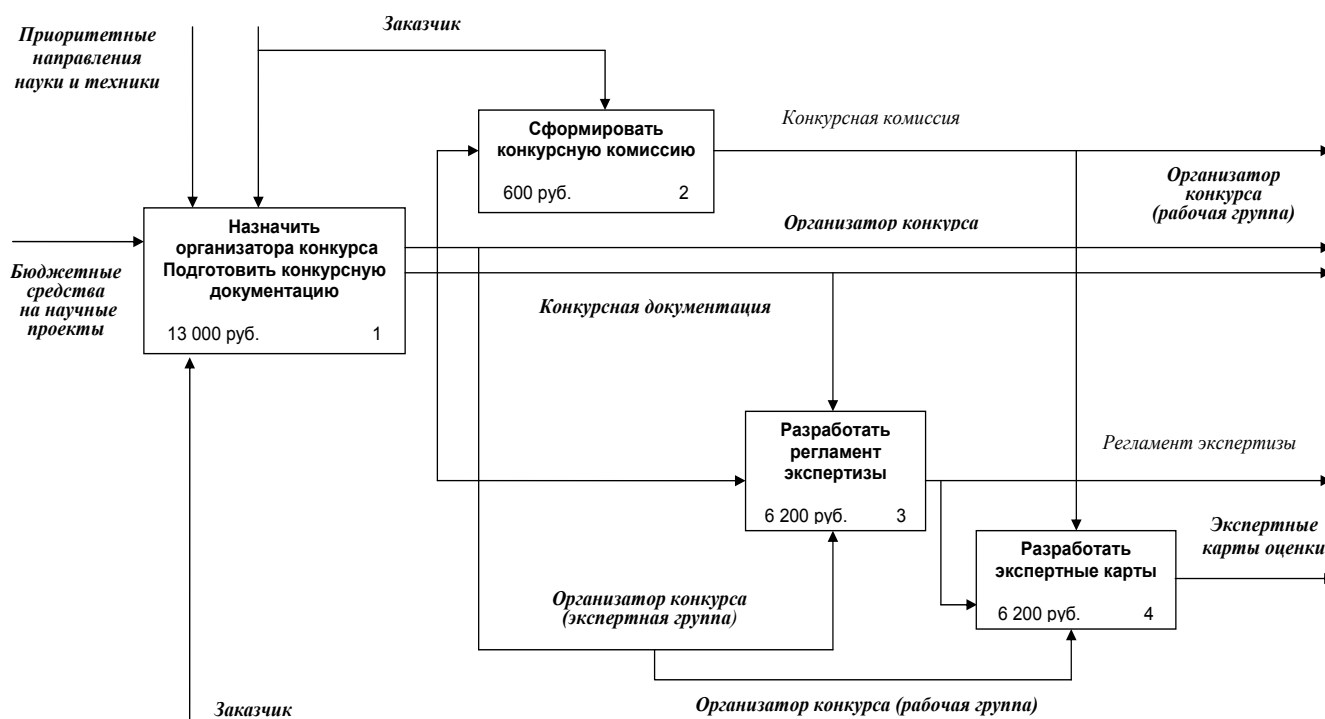 Приоритетные
направления
науки и техники
Заказчик
Сформировать
конкурсную комиссию
600 руб. 2
Конкурсная комиссия
Организатор
конкурса
(рабочая группа)
Назначить
организатора конкурса
Подготовить конкурсную
документацию
13 000 руб. 1
Организатор конкурса
Бюджетные
средства
на научные
проекты
Конкурсная документация
Разработать
регламент
экспертизы
6 200 руб. 3
Регламент экспертизы
Экспертные
карты оценки
Разработать
экспертные карты
6 200 руб. 4
Организатор конкурса
(экспертная группа)
Организатор конкурса (рабочая группа)
Заказчик